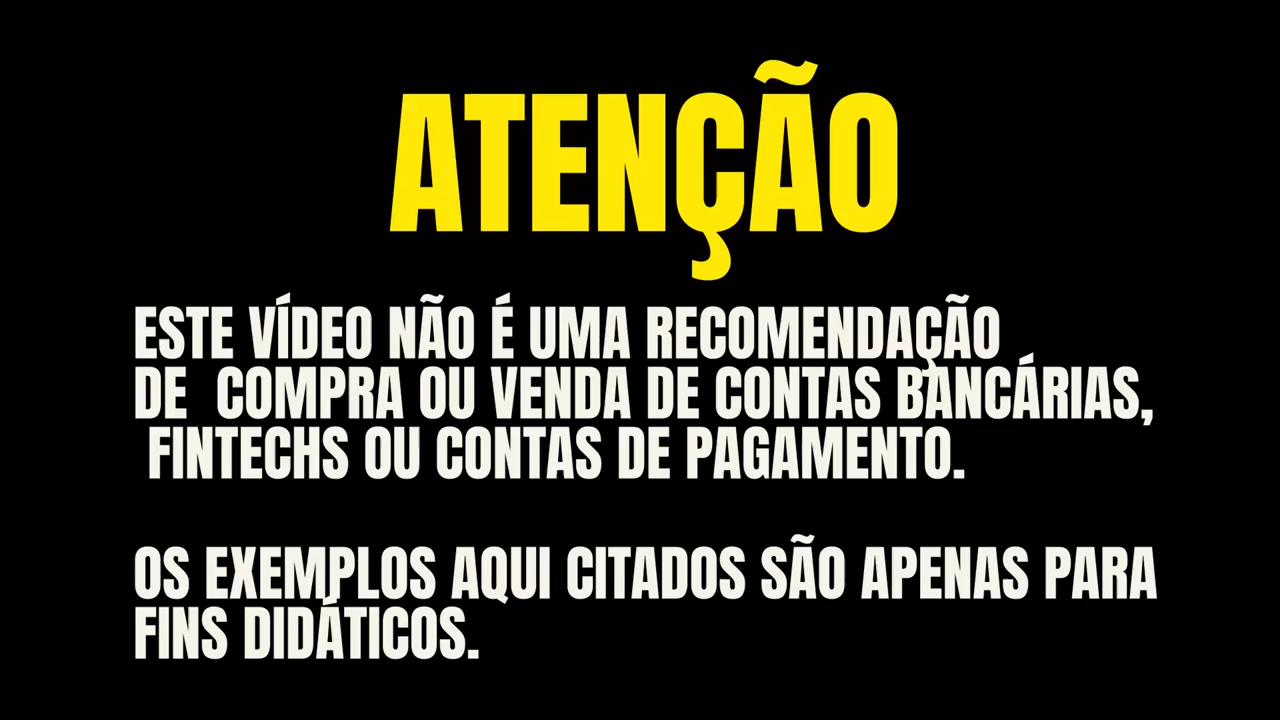 ATENÇÃO
ESTE VÍDEO NÃO É UMA RECOMENDAÇÃO
DE COMPRA OU VENDA DE CONTAS BANCÁRIAS,
FINTECHS OU CONTAS DE PAGAMENTO.
OS EXEMPLOS AQUI CITADOS SÃO APENAS PARA
FINS DIDÁTICOS.